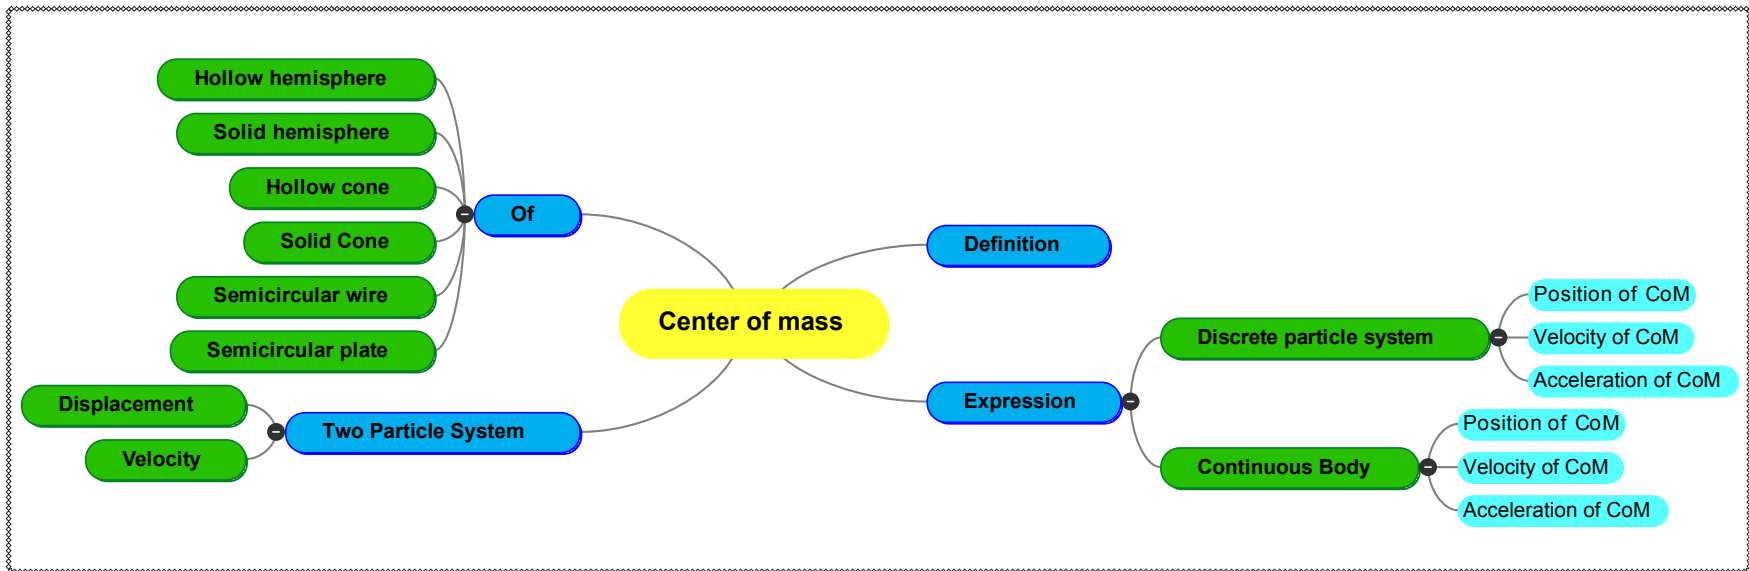 Hollow hemisphere
Solid hemisphere
Hollow cone
Solid Cone
Semicircular wire
Semicircular plate
Of
Displacement
Velocity
Two Particle System
Center of mass
Definition
Expression
Discrete particle system
Position of CoM
Velocity of CoM
Acceleration of CoM
Continuous Body
Position of CoM
Velocity of CoM
Acceleration of CoM